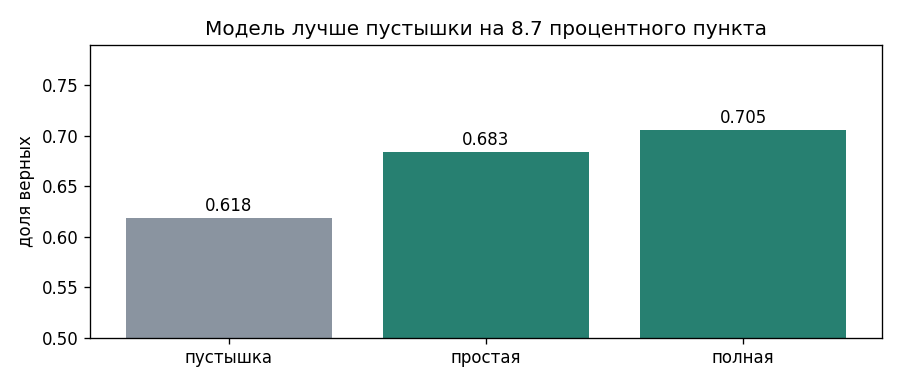 Модель лучше пустышки на 8.7 процентного пункта
доля верных
0.75
0.70
0.65
0.60
0.55
0.50
0.618
0.683
0.705
пустышка
простая
полная